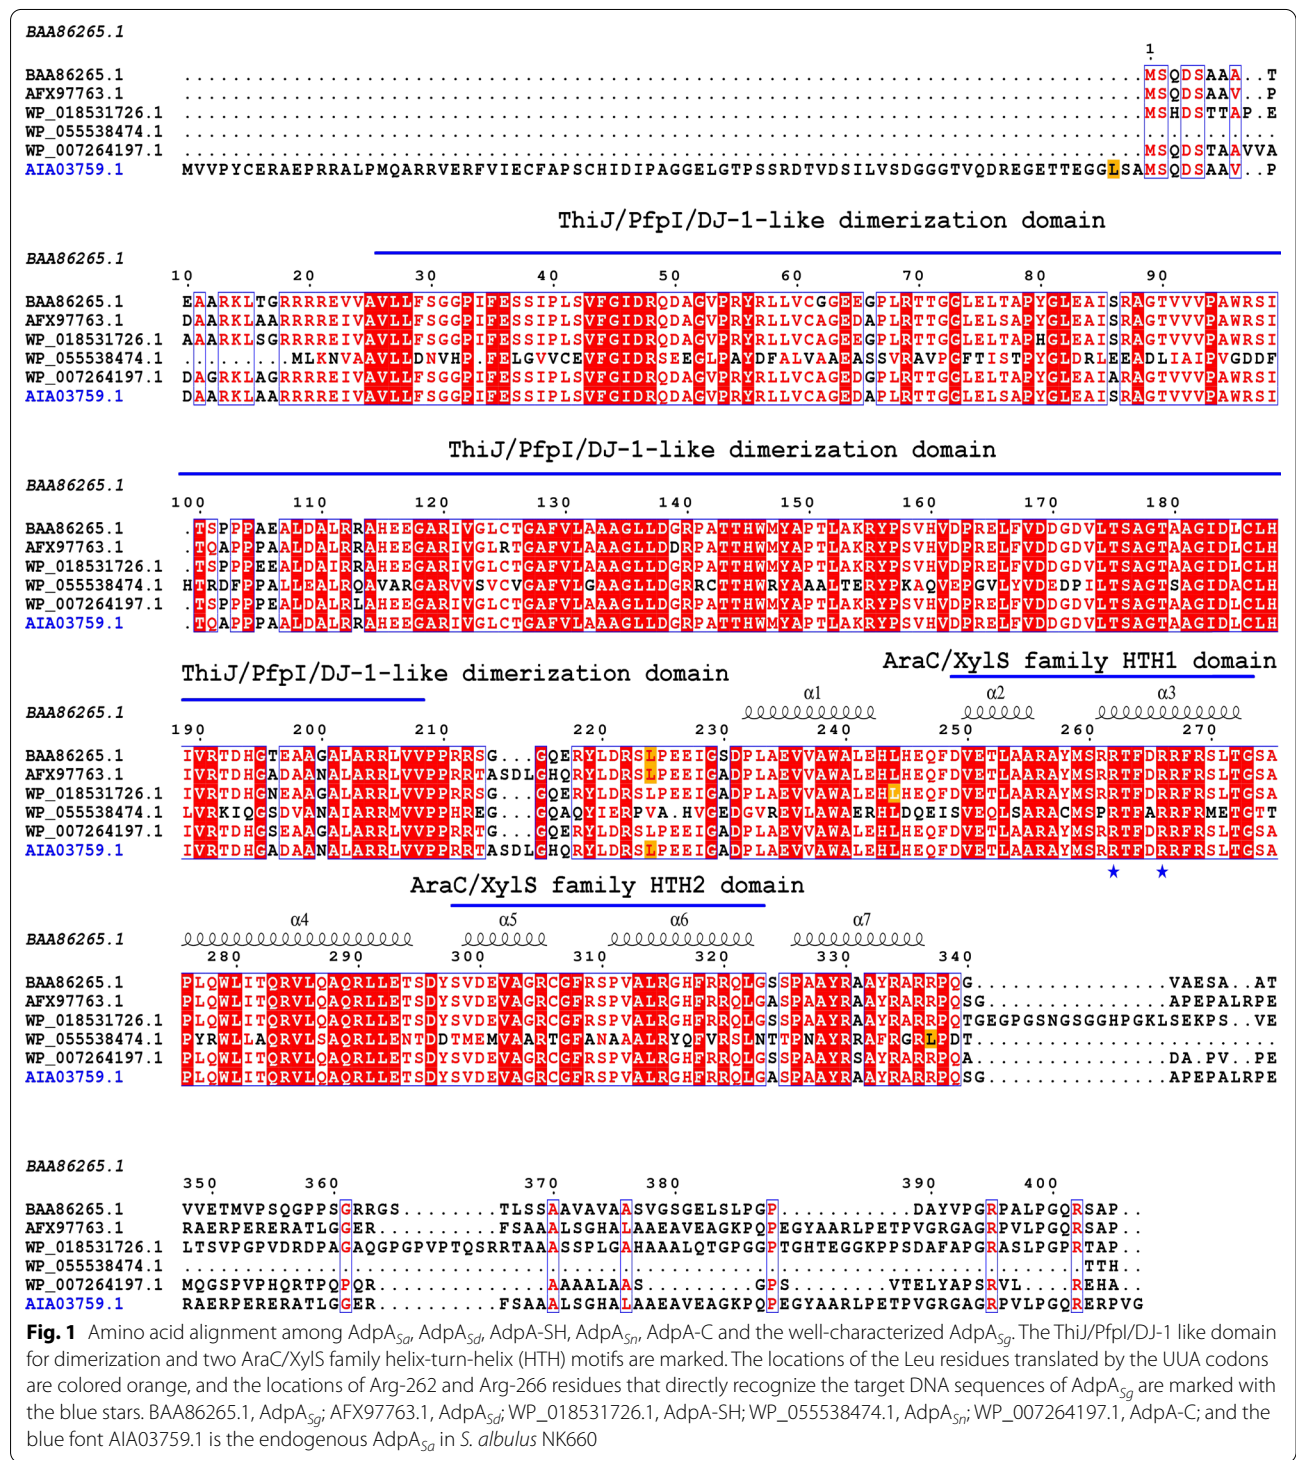 BAA86265.1
1
BAA86265.1 ...............................................................................MSQDSAAA..T
AFX97763.1 ...............................................................................MSQDSAAV..P
WP_018531726.1 ...............................................................................MSHDSTTAP.E
WP_055538474.1 ..........................................................................................
WP_007264197.1 ...............................................................................MSQDSTAAVVA
AIA03759.1 MVVPYCERAEPRRALPMQARRVERFVIECFAPSCHIDIPAGGELGTPSSRDTVDSILVSDGGGTVQDREGETTEGGLSAMSQDSAAV..P
ThiJ/PfpI/DJ-1-like dimerization domain
BAA86265.1
10 20 30 40 50 60 70 80 90
BAA86265.1 EAARKLTGRRRREVVAVLLFSGGPIFESSIPLSVFGIDRQDAGVPRYRLLVCGGEEGPLRTTGGLELTAPYGLEAISRAGTVVVPAWRSI
AFX97763.1 DAARKLAARRRREIVAVLLFSGGPIFESSIPLSVFGIDRQDAGVPRYRLLVCAGEDAPLRTTGGLELSAPYGLEAISRAGTVVVPAWRSI
WP_018531726.1 AAARKLSGRRRREIVAVLLFSGGPIFESSIPLSVFGIDRQDAGVPRYRLLVCAGEEGPLRTTGGLELTAPHGLEAISRAGTVVVPAWRSI
WP_055538474.1 .........MLKNVAAVLLDNVHP.FELGVVCEVFGIDRSEEGLPAYDFALVAAEASSVRAVPGFTISTPYGLDRLEEADLIAIPVGDDF
WP_007264197.1 DAGRKLAGRRRREIVAVLLFSGGPIFESSIPLSVFGIDRQDAGVPRYRLLVCAGEDGPLRTTGGLELTAPYGLEAIARAGTVVVPAWRSI
AIA03759.1 DAARKLAARRRREIVAVLLFSGGPIFESSIPLSVFGIDRQDAGVPRYRLLVCAGEDAPLRTTGGLELSAPYGLEAISRAGTVVVPAWRSI
ThiJ/PfpI/DJ-1-like dimerization domain
BAA86265.1
100 110 120 130 140 150 160 170 180
BAA86265.1 .TSPPPAEALDALRRAHEEGARIVGLCTGAFVLAAAGLLDGRPATTHWMYAPTLAKRYPSVHVDPRELFVDDGDVLTSAGTAAGIDLCLH
AFX97763.1 .TQAPPPAALDALRRAHEEGARIVGLRTGAFVLAAAGLLDDRPATTHWMYAPTLAKRYPSVHVDPRELFVDDGDVLTSAGTAAGIDLCLH
WP_018531726.1 .TSPPPEEALDAIRRAHEEGARIVGLCTGAFVLAAAGLLDGRPATTHWMYAPTLAKRYPSVHVDPRELFVDDGDVLTSAGTAAGIDLCLH
WP_055538474.1 HTRDFPPALLEALRQAVARGARVVSVCVGAFVLGAAGLLDGRRCTTHWRYAAALTERYPKAQVEPGVLYVDEDPILTSAGTSAGIDACLH
WP_007264197.1 .TSPPPPEALDALRLAHEEGARIVGLCTGAFVLAAAGLLDGRPATTHWMYAPTLAKRYPSVHVDPRELFVDDGDVLTSAGTAAGIDLCLH
AIA03759.1 .TQAPPPAALDALRRAHEEGARIVGLCTGAFVLAAAGLLDGRPATTHWMYAPTLAKRYPSVHVDPRELFVDDGDVLTSAGTAAGIDLCLH
ThiJ/PfpI/DJ-1-like dimerization domain AraC/XylS family HTH1 domain
α1 α2 α3
BAA86265.1
190 200 210 220 230 240 250 260 270
BAA86265.1 IVRTDHGTEAAGALARRLVVPPRRSG...GQERYLDRSLPEEIGSDPLAEVVAWALEHLHEQFDVETLAARAYMSRRTFDRRFRSLTGSA
AFX97763.1 IVRTDHGADAANALARRLVVPPRRTASDLGHQRYLDRSLPEEIGADPLAEVVAWALEHLHEQFDVETLAARAYMSRRTFDRRFRSLTGSA
WP_018531726.1 IVRTDHGNEAAGALARRLVVPPRRSG...GQERYLDRSLPEEIGADPLAEVVAWALEHLHEQFDVETLAARAYMSRRTFDRRFRSLTGSA
WP_055538474.1 LVRKIQGSDVANAIARRMVVPPHREG...GQAQYIERPVA.HVGEDGVREVLAWAERHLDQEISVEQLSARACMSPRTFARRFRMETGTT
WP_007264197.1 IVRTDHGSEAAGALARRLVVPPRRTG...GQERYLDRSLPEEIGADPLAEVVAWALEHLHEQFDVETLAARAYMSRRTFDRRFRSLTGSA
AIA03759.1 IVRTDHGADAANALARRLVVPPRRTASDLGHQRYLDRSLPEEIGADPLAEVVAWALEHLHEQFDVETLAARAYMSRRTFDRRFRSLTGSA
AraC/XylS family HTH2 domain
α4 α5 α6 α7
BAA86265.1
280 290 300 310 320 330 340
BAA86265.1 PLQWLITQRVLQAQRLLETSDYSVDEVAGRCGFRSPVALRGHFRRQLGSSPAAYRAAYRARRPQG................VAESA..AT
AFX97763.1 PLQWLITQRVLQAQRLLETSDYSVDEVAGRCGFRSPVALRGHFRRQLGASPAAYRAAYRARRPQSG...............APEPALRPE
WP_018531726.1 PLQWLITQRVLQAQRLLETSDYSVDEVAGRCGFRSPVALRGHFRRQLGSSPAAYRAAYRARRPQTGEGPGSNGSGGHPGKLSEKPS..VE
WP_055538474.1 PYRWLLAQRVLSAQRLLENTDDTMEMVAARTGFANAAALRYQFVRSLNTTPNAYRRAFRGRLPDT.........................
WP_007264197.1 PLQWLITQRVLQAQRLLETSDYSVDEVAGRCGFRSPVALRGHFRRQLGSSPAAYRAAYRARRPQA................DA.PV..PE
AIA03759.1 PLQWLITQRVLQAQRLLETSDYSVDEVAGRCGFRSPVALRGHFRRQLGASPAAYRAAYRARRPQSG...............APEPALRPE
BAA86265.1
350 360 370 380 390 400
BAA86265.1 VVETMVPSQGPPSGRRGS........TLSSAAVAVAASVGSGELSLPGP...........DAYVPGRPALPGQRSAP..
AFX97763.1 RAERPERERATLGGER..........FSAAALSGHALAAEAVEAGKPQPEGYAARLPETPVGRGAGRPVLPGQRSAP..
WP_018531726.1 LTSVPGPVDRDPAGAQGPGPVPTQSRRTAAASSPLGAHAAALQTGPGGPTGHTEGGKPPSDAFAPGRASLPGPRTAP..
WP_055538474.1 ..........................................................................TTH..
WP_007264197.1 MQGSPVPHQRTPQPQR..............AAAALAAS.........GPS........VTELYAPSRVL....REHA..
AIA03759.1 RAERPERERATLGGER..........FSAAALSGHALAAEAVEAGKPQPEGYAARLPETPVGRGAGRPVLPGQRERPVG
Fig. 1 Amino acid alignment among AdpASa, AdpASd, AdpA-SH, AdpASn, AdpA-C and the well-characterized AdpASg. The ThiJ/PfpI/DJ-1 like domain
for dimerization and two AraC/XylS family helix-turn-helix (HTH) motifs are marked. The locations of the Leu residues translated by the UUA codons
are colored orange, and the locations of Arg-262 and Arg-266 residues that directly recognize the target DNA sequences of AdpASg are marked with
the blue stars. BAA86265.1, AdpASg; AFX97763.1, AdpASd; WP_018531726.1, AdpA-SH; WP_055538474.1, AdpASn; WP_007264197.1, AdpA-C; and the
blue font AIA03759.1 is the endogenous AdpASa in S. albulus NK660